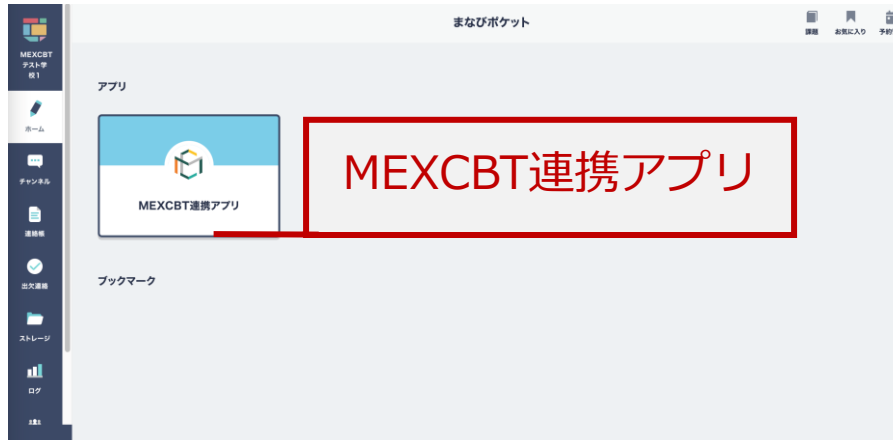 まなびポケット
課題
お気に入り
MEXCBT
テスト学
校1
ホーム
チャンネル
連絡帳
出欠連絡
ストレージ
ログ
アプリ
MEXCBT連携アプリ
MEXCBT連携アプリ
ブックマーク